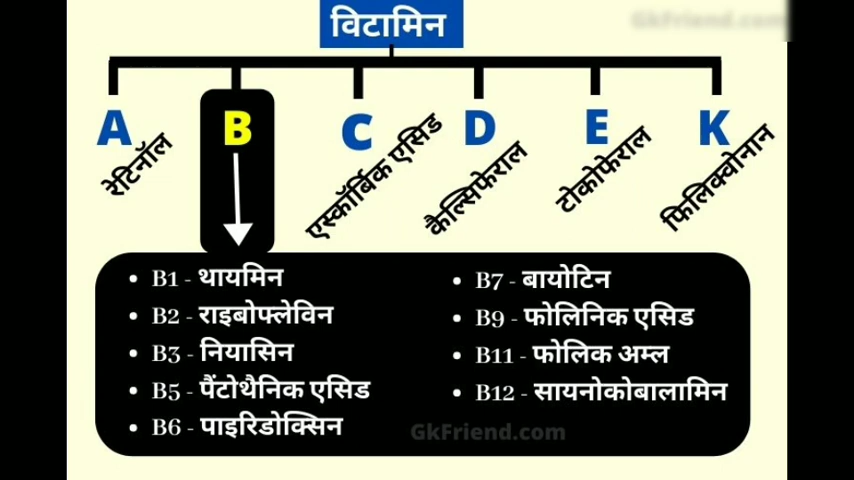 विटामिन
GkFriend.com
A
B
C
D
E
K
रेटिनॉल
एस्कॉर्बिक एसिड
कैल्सिफेराल
टोकोफेराल
फिलिक्वोनान
B1 - थायमिन
B2 - राइबोफ्लेविन
B3 - नियासिन
B5 - पैंटोथैनिक एसिड
B6 - पाइरिडोक्सिन
B7 - बायोटिन
B9 - फोलिनिक एसिड
B11 - फोलिक अम्ल
B12 - सायनोकोबालामिन
GkFriend.com